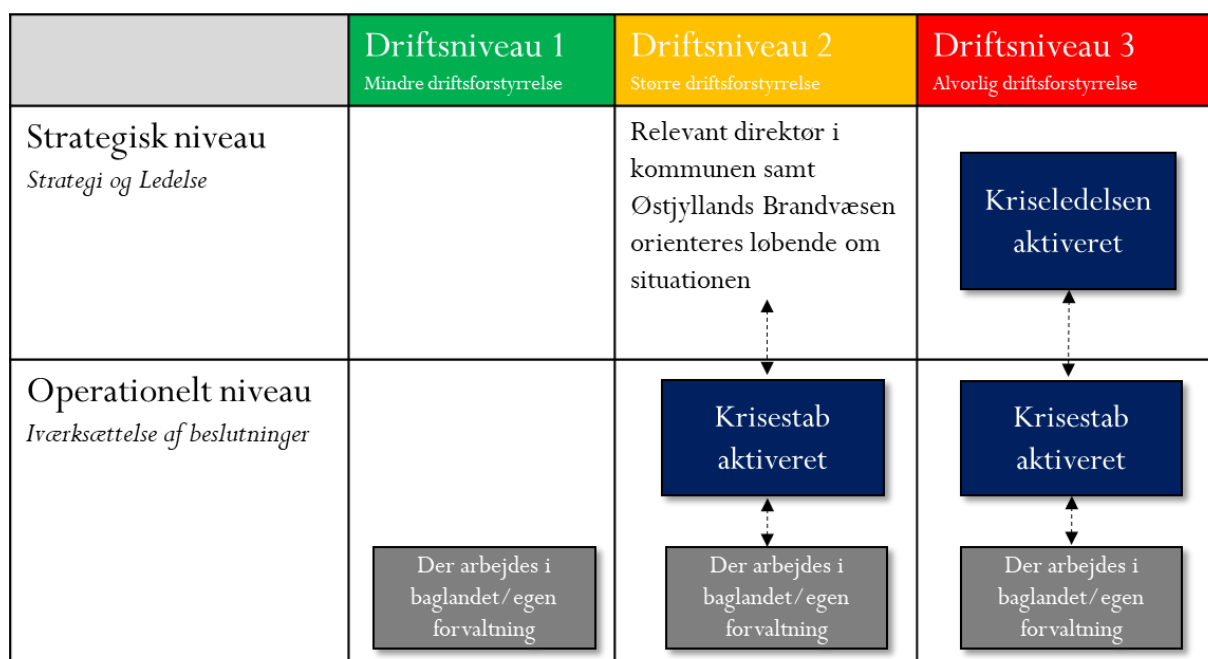 Driftsniveau 1
Mindre driftsforstyrrelse
Driftsniveau 2
Større driftsforstyrrelse
Driftsniveau 3
Alvorlig driftsforstyrrelse
Strategisk niveau
Strategi og Ledelse
Relevant direktør i
kommunen samt
Østjyllands Brandvæsen
orienteres løbende om
situationen
Kriseledelsen
aktiveret
Operationelt niveau
Iværksættelse af beslutninger
Krisestab
aktiveret
Krisestab
aktiveret
Der arbejdes i
baglandet/egen
forvaltning
Der arbejdes i
baglandet/egen
forvaltning
Der arbejdes i
baglandet/egen
forvaltning